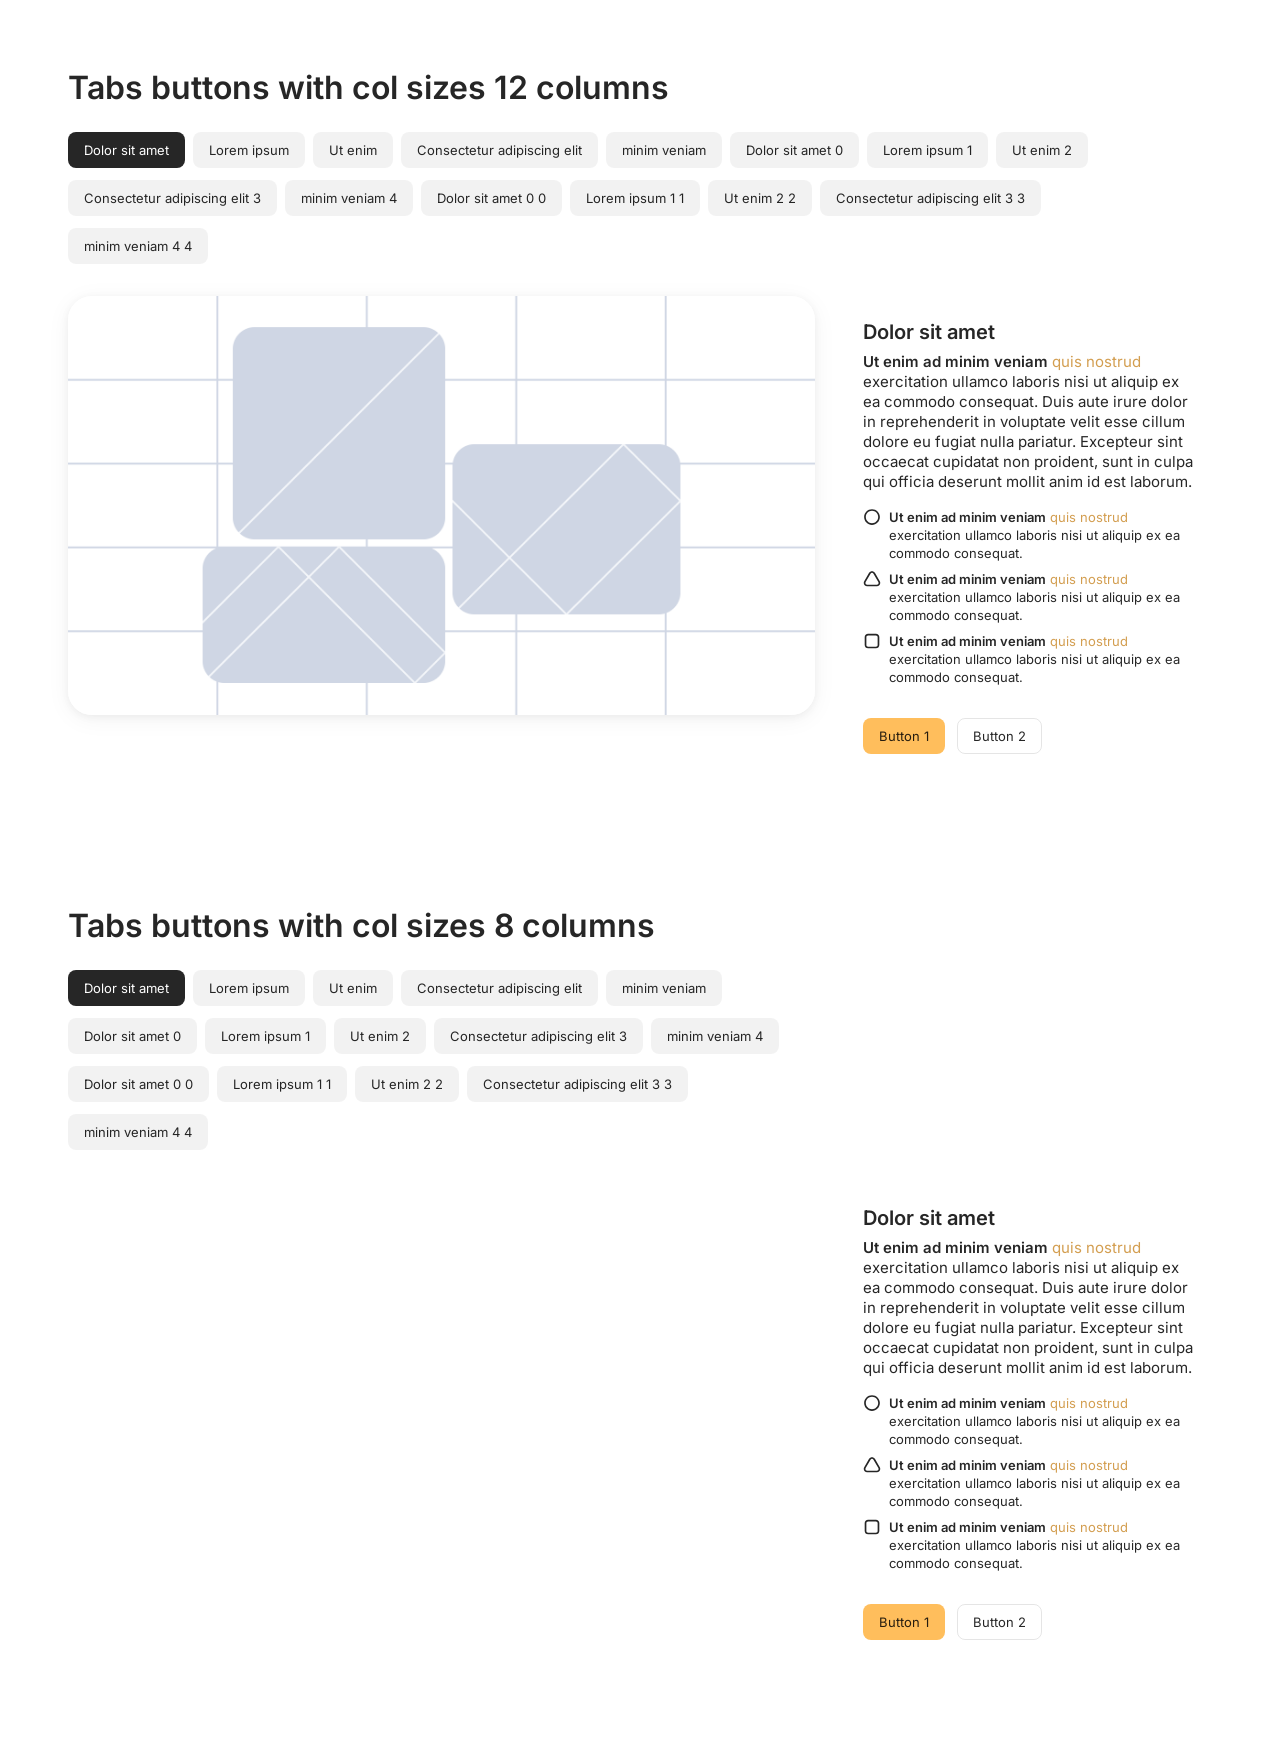 Tabs buttons with col sizes 12 columns
Dolor sit amet Lorem ipsum Ut enim Consectetur adipiscing elit minim veniam Dolor sit amet 0 Lorem ipsum 1 Ut enim 2
Consectetur adipiscing elit 3 minim veniam 4 Dolor sit amet 0 0 Lorem ipsum 1 1 Ut enim 2 2 Consectetur adipiscing elit 3 3
minim veniam 4 4
Dolor sit amet
Ut enim ad minim veniam quis nostrud
exercitation ullamco laboris nisi ut aliquip ex
ea commodo consequat. Duis aute irure dolor
in reprehenderit in voluptate velit esse cillum
dolore eu fugiat nulla pariatur. Excepteur sint
occaecat cupidatat non proident, sunt in culpa
qui officia deserunt mollit anim id est laborum.
Ut enim ad minim veniam quis nostrud
exercitation ullamco laboris nisi ut aliquip ex ea
commodo consequat.
Ut enim ad minim veniam quis nostrud
exercitation ullamco laboris nisi ut aliquip ex ea
commodo consequat.
Ut enim ad minim veniam quis nostrud
exercitation ullamco laboris nisi ut aliquip ex ea
commodo consequat.
Button 1 Button 2
Tabs buttons with col sizes 8 columns
Dolor sit amet Lorem ipsum Ut enim Consectetur adipiscing elit minim veniam
Dolor sit amet 0 Lorem ipsum 1 Ut enim 2 Consectetur adipiscing elit 3 minim veniam 4
Dolor sit amet 0 0 Lorem ipsum 1 1 Ut enim 2 2 Consectetur adipiscing elit 3 3
minim veniam 4 4
Dolor sit amet
Ut enim ad minim veniam quis nostrud
exercitation ullamco laboris nisi ut aliquip ex
ea commodo consequat. Duis aute irure dolor
in reprehenderit in voluptate velit esse cillum
dolore eu fugiat nulla pariatur. Excepteur sint
occaecat cupidatat non proident, sunt in culpa
qui officia deserunt mollit anim id est laborum.
Ut enim ad minim veniam quis nostrud
exercitation ullamco laboris nisi ut aliquip ex ea
commodo consequat.
Ut enim ad minim veniam quis nostrud
exercitation ullamco laboris nisi ut aliquip ex ea
commodo consequat.
Ut enim ad minim veniam quis nostrud
exercitation ullamco laboris nisi ut aliquip ex ea
commodo consequat.
Button 1 Button 2